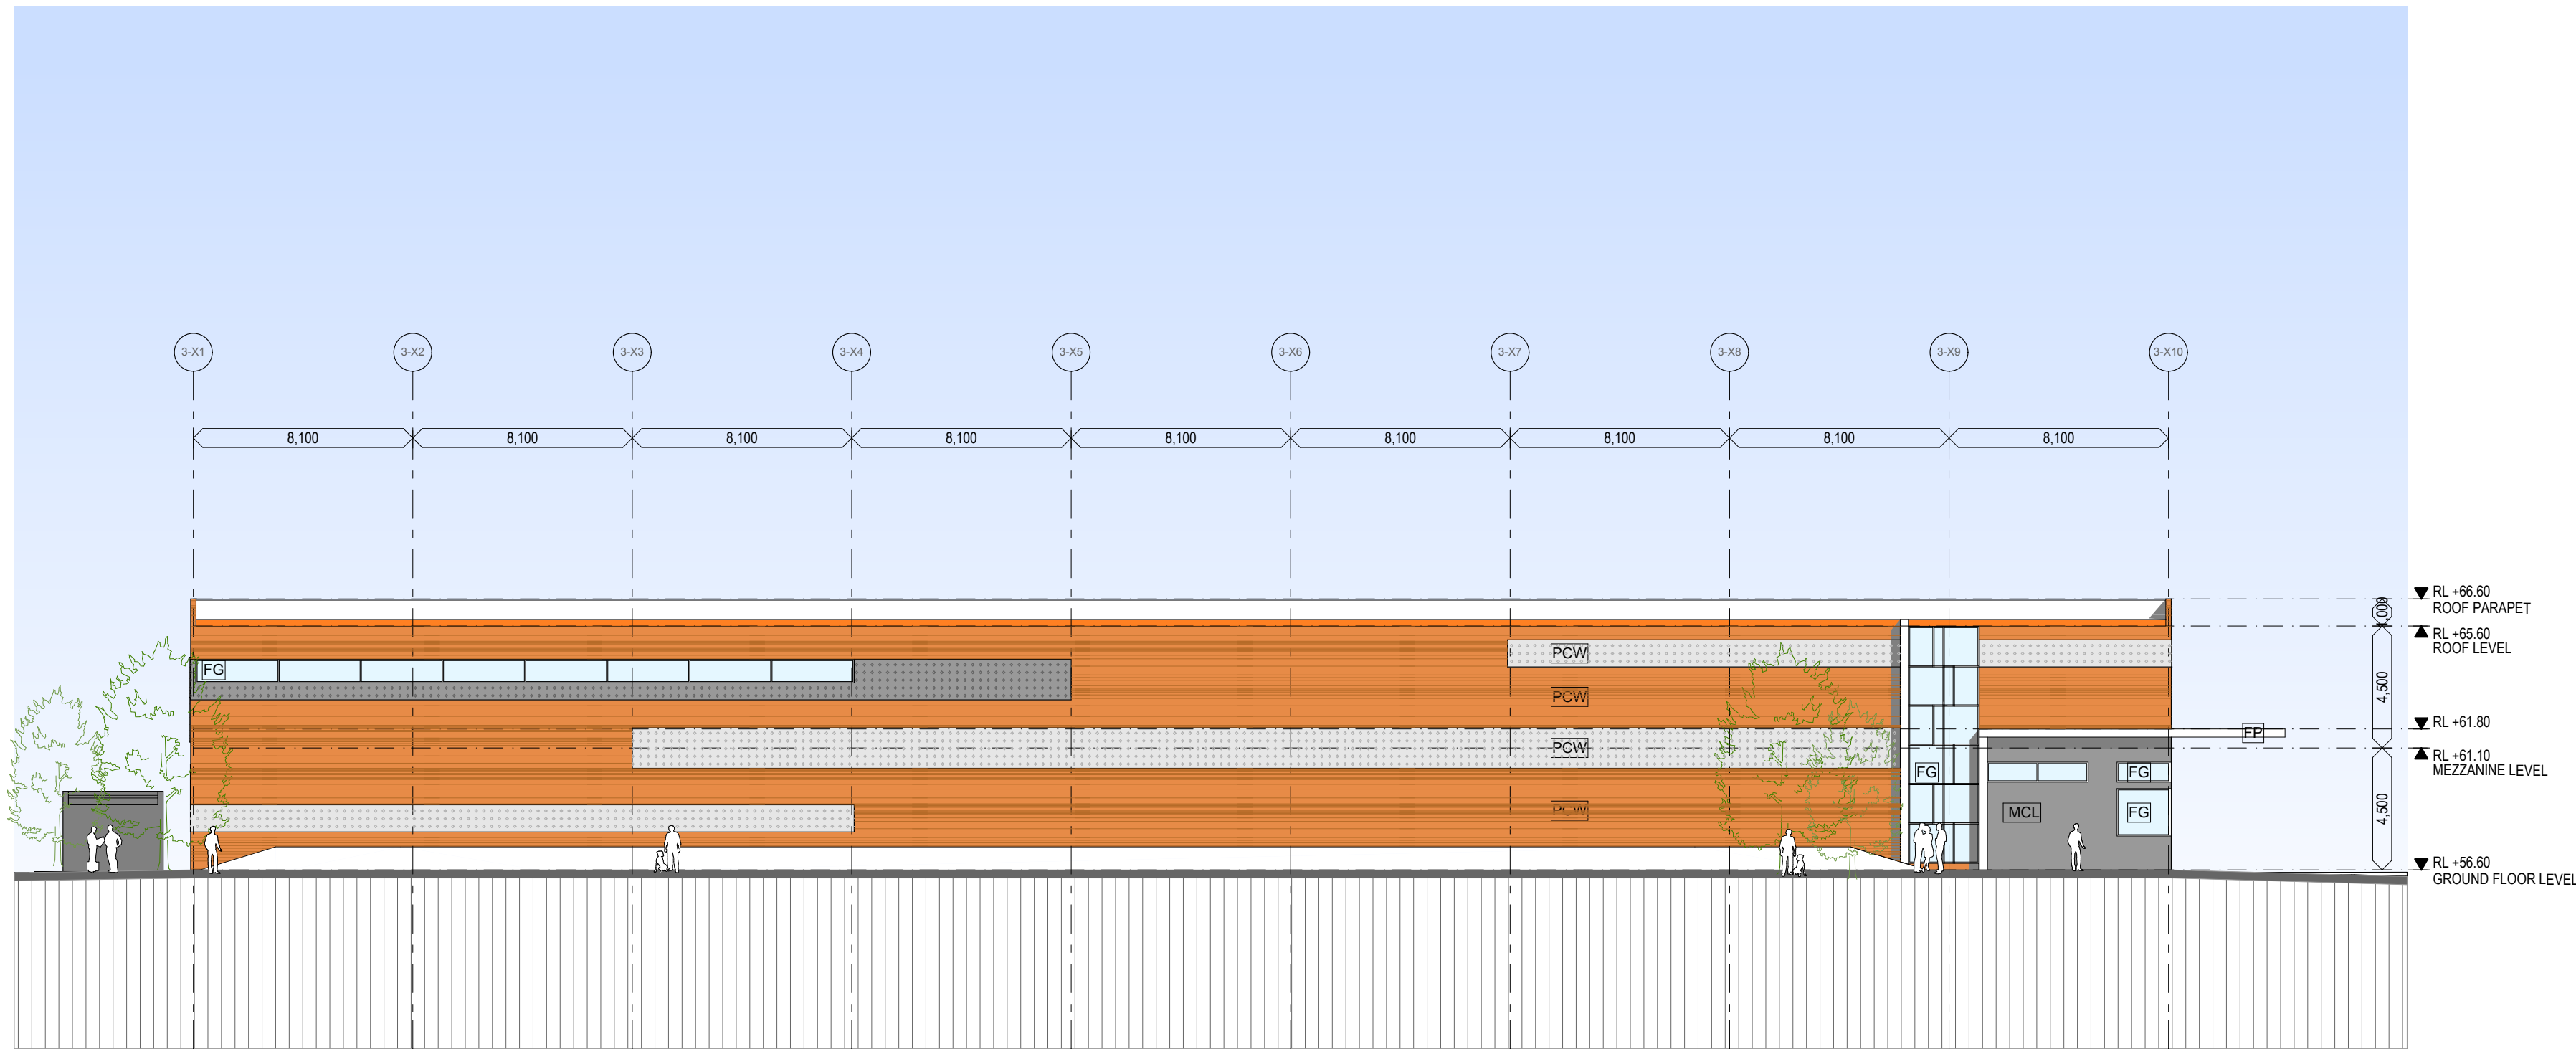 3-X1 3-X2 3-X3 3-X4 3-X5 3-X6 3-X7 3-X8 3-X9 3-X10
8,100 8,100 8,100 8,100 8,100 8,100 8,100 8,100 8,100
RL +66.60
ROOF PARAPET
1,000
RL +65.60
ROOF LEVEL
PCW
FG
4,500
PCW
RL +61.80
FP
PCW
RL +61.10
MEZZANINE LEVEL
FG FG
PCW
MCL FG
4,500
RL +56.60
GROUND FLOOR LEVEL